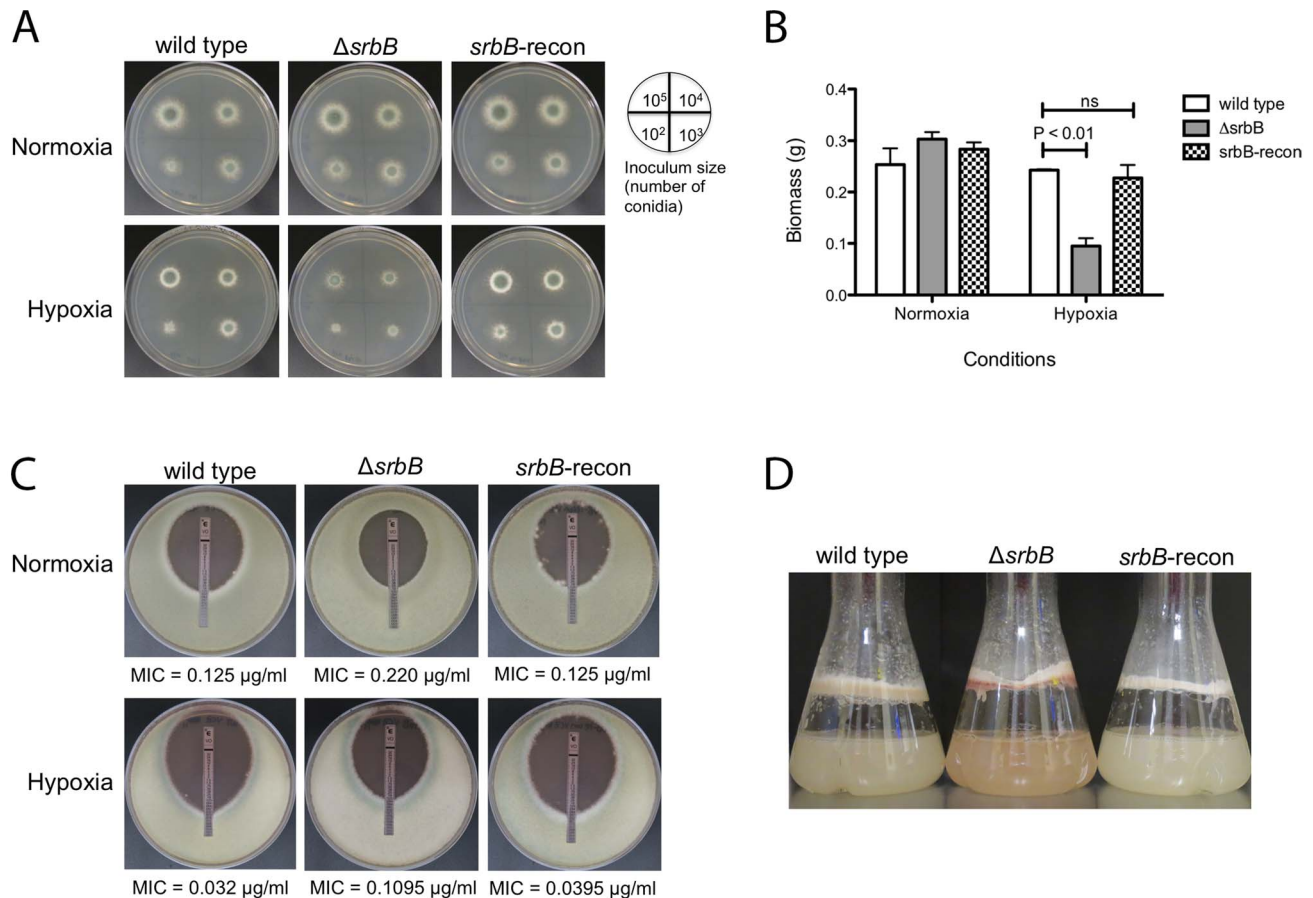 A
wild type
ΔsrbB
srbB-recon
Normoxia
Hypoxia
10⁵
10⁴
10²
10³
Inoculum size
(number of
conidia)
B
Biomass (g)
0.4
0.3
0.2
0.1
0.0
ns
P < 0.01
Normoxia
Hypoxia
Conditions
wild type
ΔsrbB
srbB-recon
C
wild type
ΔsrbB
srbB-recon
Normoxia
MIC = 0.125 µg/ml
MIC = 0.220 µg/ml
MIC = 0.125 µg/ml
Hypoxia
MIC = 0.032 µg/ml
MIC = 0.1095 µg/ml
MIC = 0.0395 µg/ml
D
wild type
ΔsrbB
srbB-recon